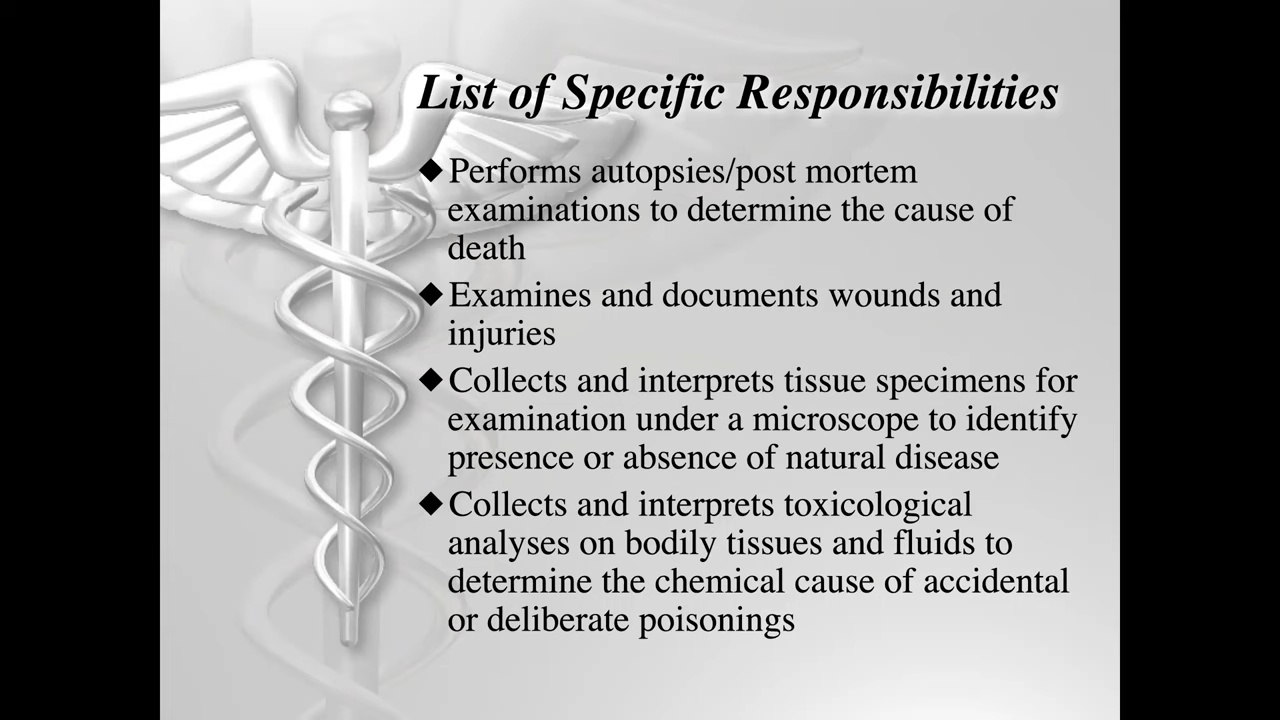 List of Specific Responsibilities
◆Performs autopsies/post mortem
examinations to determine the cause of
death
◆Examines and documents wounds and
injuries
◆Collects and interprets tissue specimens for
examination under a microscope to identify
presence or absence of natural disease
◆Collects and interprets toxicological
analyses on bodily tissues and fluids to
determine the chemical cause of accidental
or deliberate poisonings